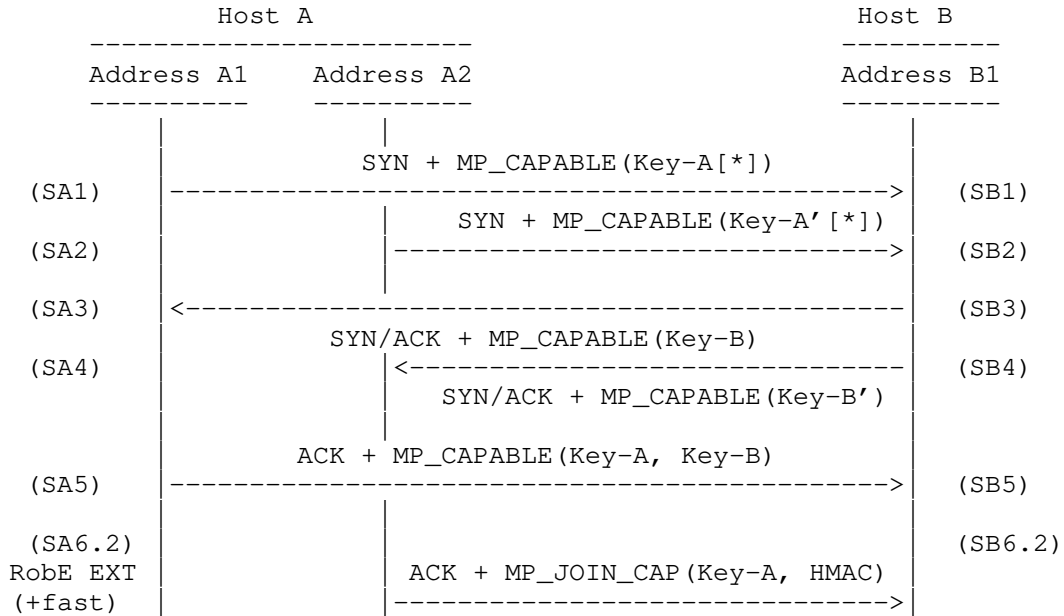 Host A Host B
------------------------ ----------
Address A1 Address A2 Address B1
---------- ---------- ----------
| | |
| SYN + MP_CAPABLE(Key-A[*]) |
(SA1) |--------------------------------------------->| (SB1)
| | SYN + MP_CAPABLE(Key-A'[*]) |
(SA2) | |------------------------------->| (SB2)
| | |
(SA3) |<---------------------------------------------| (SB3)
| SYN/ACK + MP_CAPABLE(Key-B) |
(SA4) | |<-------------------------------| (SB4)
| | SYN/ACK + MP_CAPABLE(Key-B') |
| | |
| ACK + MP_CAPABLE(Key-A, Key-B) |
(SA5) |--------------------------------------------->| (SB5)
| | |
(SA6.2) | | | (SB6.2)
RobE EXT | | ACK + MP_JOIN_CAP(Key-A, HMAC) |
(+fast) | |------------------------------->|